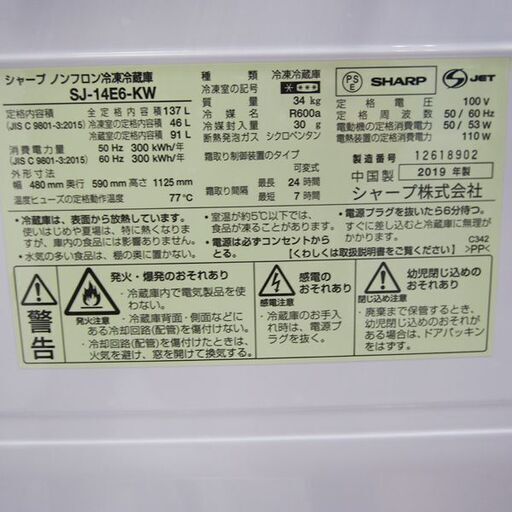 シャープ ノンフロン冷凍冷蔵庫
SJ-14E6-KW
定格内容積 全定格内容積 137 L
(JIS C 9801-3:2015) 冷凍室の定格内容積 46 L
冷蔵室の定格内容積 91 L
消費電力量 50 Hz 300 kWh/年
(JIS C 9801-3:2015) 60 Hz 300 kWh/年
外形寸法
幅 480 mm 奥行 590 mm 高さ 1125 mm
温度ヒューズの定格動作温度 77℃
種類 冷凍冷蔵庫
冷凍室の記号
質量 34 kg
冷媒 R600a
冷媒封入量 30 g
断熱発泡ガス シクロペンタン
霜取り制御装置のタイプ 可変式
霜取り間隔 最長 24 時間
最短 7 時間
PS
E
SHARP
S JET
定格電圧 100 V
定格周波数 50 / 60 Hz
電動機の定格消費電力 50 / 53 W
電熱装置の定格消費電力 110 W
製造番号 12618902
中国製 2019 年製
シャープ株式会社
• 冷蔵庫は、表面から放熱しています。
使いはじめや夏場は、特に熱く感じ
ることがありますが、異常ではありません。
• 水気の多い食品は、棚の奥に置かない。
• 室温が約5℃以下では、
食品が凍ることがあります。
• 電源は必ずコンセントから
とる。
• 電源プラグを抜いたら6分待つ。
すぐに差し込むと冷蔵庫に無理が
かかります。
【くわしくは取扱説明書をご覧ください】
C342
>PP<
警告
発火注意
発火・爆発のおそれあり
• 冷蔵庫内で電気製品を使
わない。
• 冷蔵庫背面・側面などに
ある冷却回路(配管)を傷付けない。
• 冷却回路(配管)を傷付けたときは、
火気を避け、窓を開けて換気する。
感電注意
感電の
おそれあり
• 冷蔵庫のお手入
れ時は、電源プ
ラグを抜く。
閉じ込め注意
幼児閉じ込めの
おそれあり
• 廃棄まで保管するとき、
幼児閉じ込めのおそれが
ある場合は、ドアパッキン
をはずす。